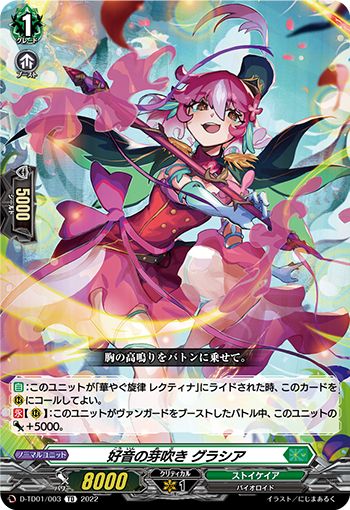 1
グレード
ブースト
5000
シールド
胸の高鳴りをバトンに乗せて。
自:このユニットが「華やぐ旋律 レクティナ」にライドされた時、このカードを
Ⓡにコールしてよい。
永【Ⓡ】:このユニットがヴァンガードをブーストしたバトル中、このユニットの
+5000。
ノーマルユニット
好音の芽吹き グラシア
パワー
8000
クリティカル
1
ストイケイア
バイオロイド
D-TD01/003 TD 2022
イラスト/にじまあるく